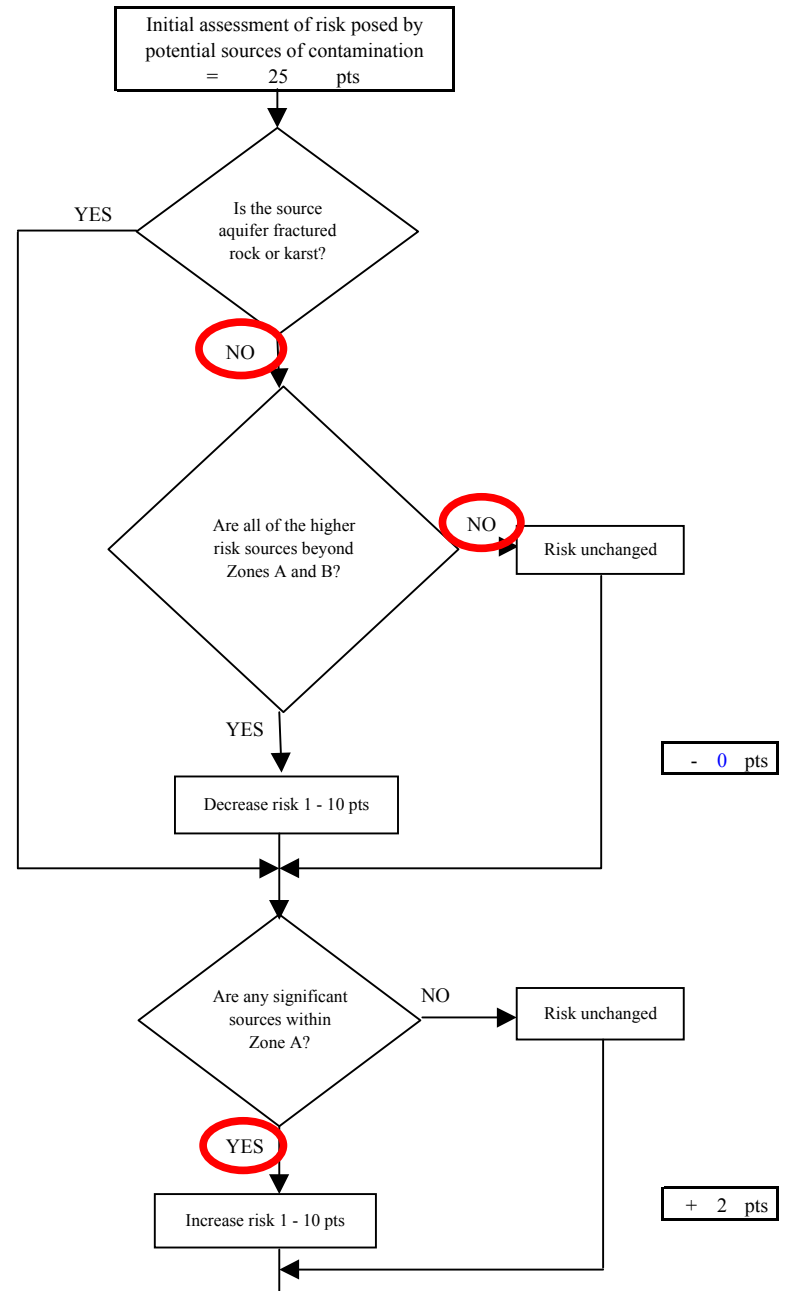 Initial assessment of risk posed by
potential sources of contamination
= 25 pts
YES
Is the source
aquifer fractured
rock or karst?
NO
Are all of the higher
risk sources beyond
Zones A and B?
NO
Risk unchanged
YES
- 0 pts
Decrease risk 1 - 10 pts
Are any significant
sources within
Zone A?
NO
Risk unchanged
YES
+ 2 pts
Increase risk 1 - 10 pts